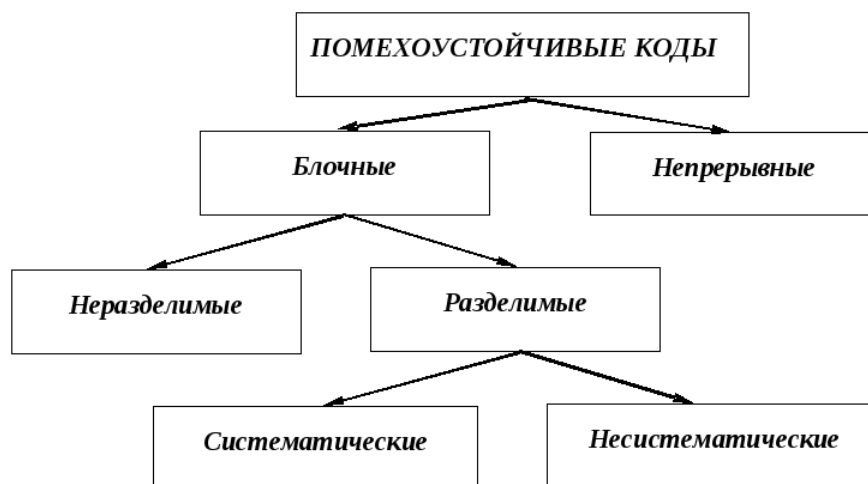 ПОМЕХОУСТОЙЧИВЫЕ КОДЫ
Блочные
Непрерывные
Неразделимые
Разделимые
Систематические
Несистематические